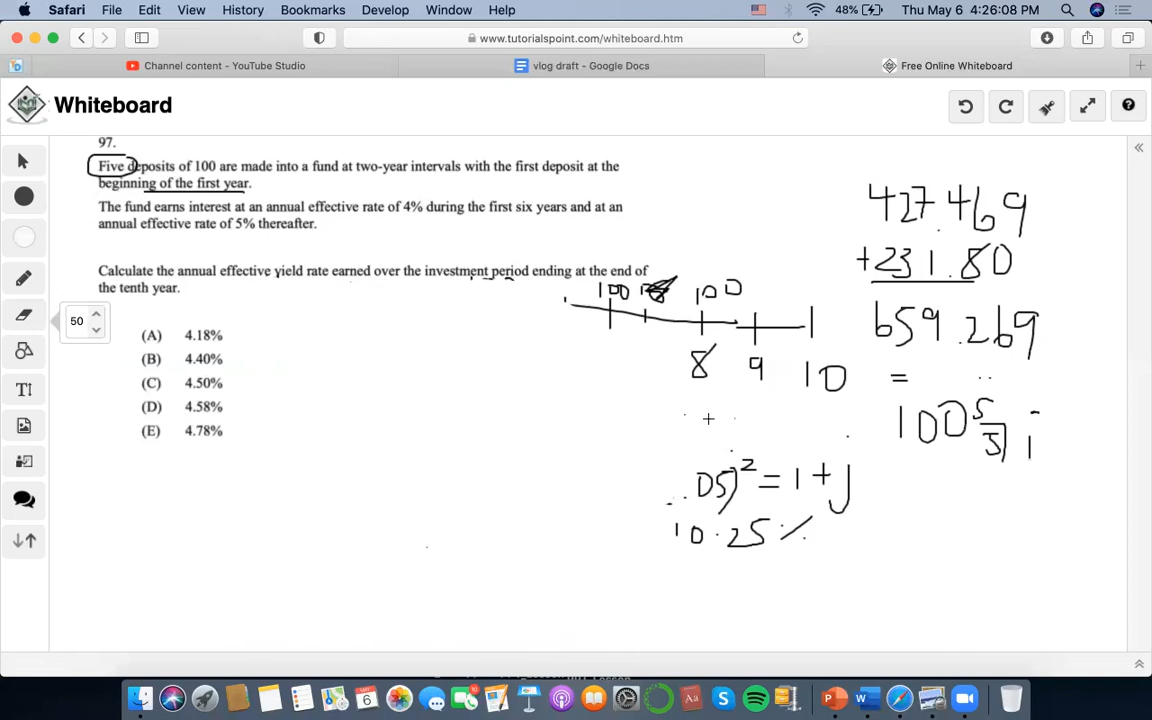 Safari File Edit View History Bookmarks Develop Window Help 48% Thu May 6 4:26:08 PM
www.tutorialspoint.com/whiteboard.htm
Channel content - YouTube Studio vlog draft - Google Docs Free Online Whiteboard
Whiteboard
97.
Five deposits of 100 are made into a fund at two-year intervals with the first deposit at the
beginning of the first year.
The fund earns interest at an annual effective rate of 4% during the first six years and at an
annual effective rate of 5% thereafter.
Calculate the annual effective yield rate earned over the investment period ending at the end of
the tenth year.
(A) 4.18%
(B) 4.40%
(C) 4.50%
(D) 4.58%
(E) 4.78%
50
100 100
8 9 10
05)² = 1 + j
10.25%
427.469
+231.80
659.269
=
100 s 5 j